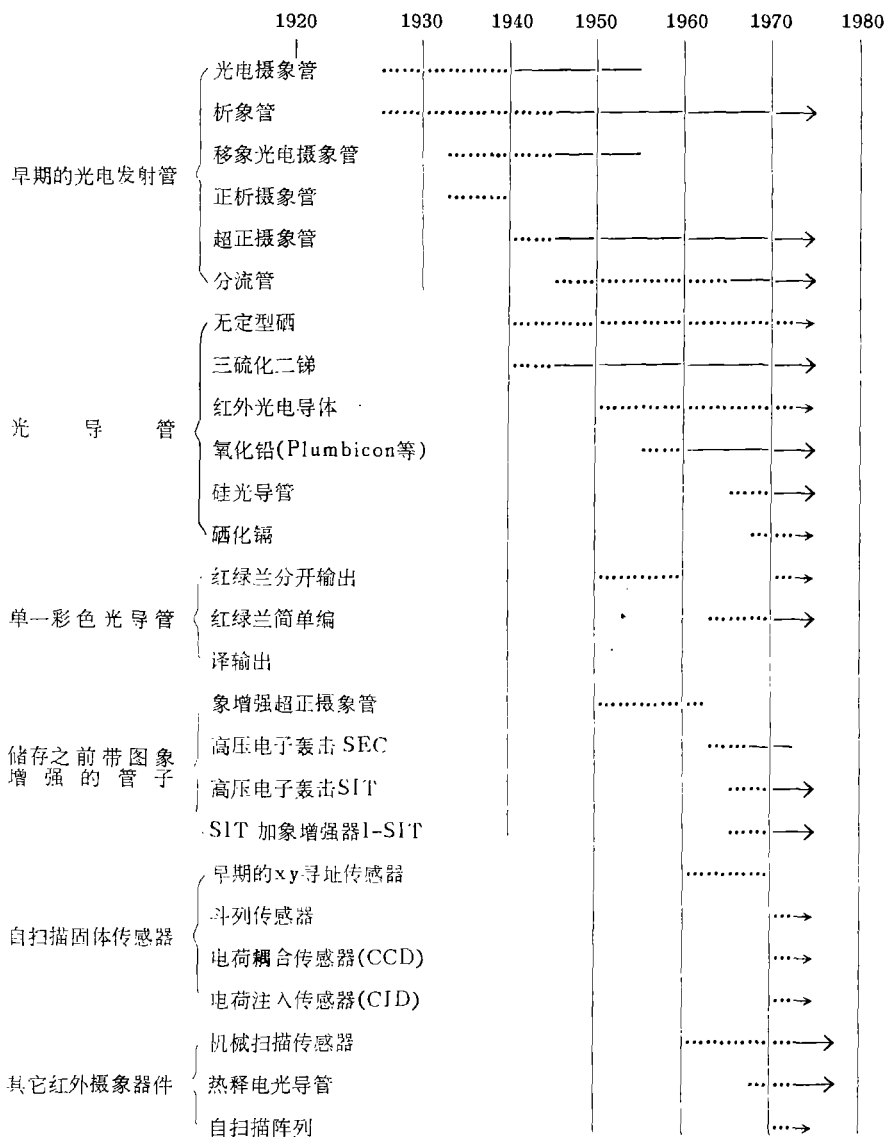 1920 1930 1940 1950 1960 1970 1980
早期的光电发射管
光电摄象管
析象管
移象光电摄象管
正析摄象管
超正摄象管
分流管
光导管
无定型硒
三硫化二锑
红外光电导体
氧化铅(Plumbicon等)
硅光导管
硒化镉
单一彩色光导管
红绿兰分开输出
红绿兰简单编
译输出
储存之前带图象
增强的管子
象增强超正摄象管
高压电子轰击 SEC
高压电子轰击SIT
SIT 加象增强器I-SIT
自扫描固体传感器
早期的xy寻址传感器
斗列传感器
电荷耦合传感器(CCD)
电荷注入传感器(CID)
其它红外摄象器件
机械扫描传感器
热释电光导管
自扫描阵列